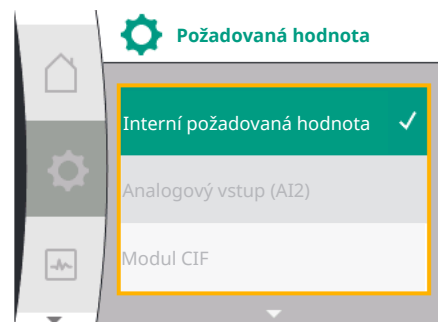 Požadovaná hodnota
Interní požadovaná hodnota
Analogový vstup (AI2)
Modul CIF